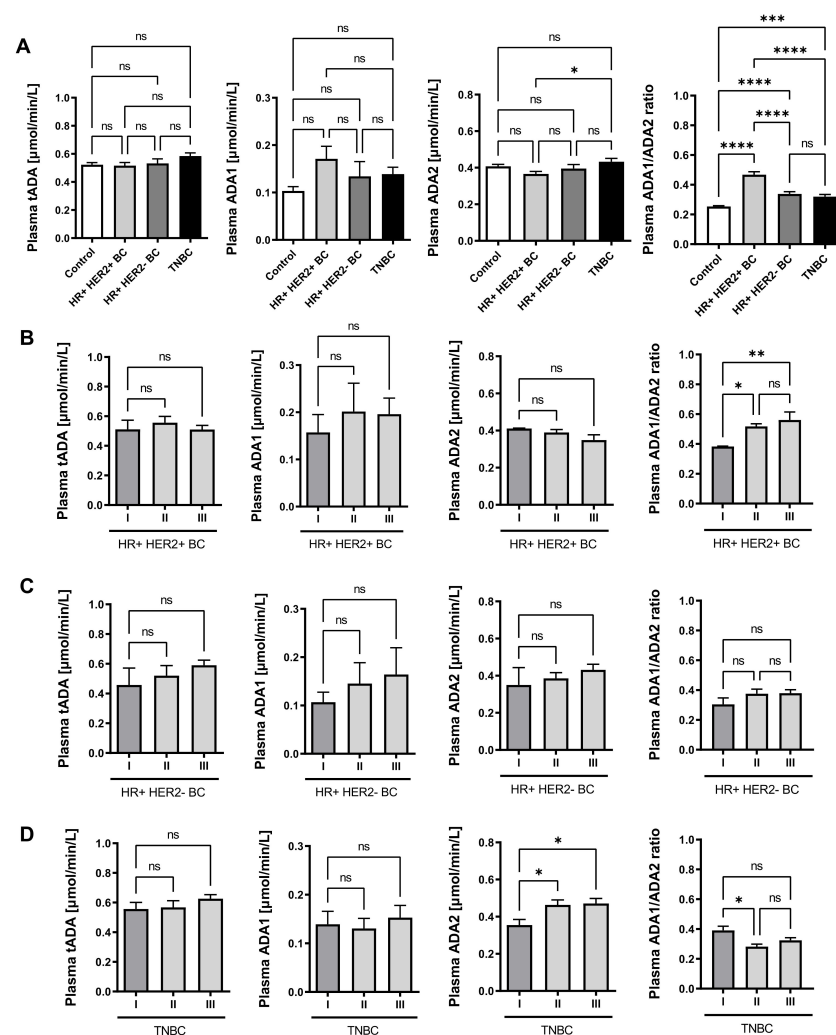 A
Plasma tADA [µmol/min/L]
1.0
0.8
0.6
0.4
0.2
0.0
ns
ns
ns
ns
ns
ns
Control
HR+ HER2+ BC
HR+ HER2- BC
TNBC
Plasma ADA1 [µmol/min/L]
0.3
0.2
0.1
0.0
ns
ns
ns
ns
ns
ns
Control
HR+ HER2+ BC
HR+ HER2- BC
TNBC
Plasma ADA2 [µmol/min/L]
0.8
0.6
0.4
0.2
0.0
ns
*
ns
ns
ns
ns
Control
HR+ HER2+ BC
HR+ HER2- BC
TNBC
Plasma ADA1/ADA2 ratio
1.0
0.8
0.6
0.4
0.2
0.0
***
****
****
****
****
ns
Control
HR+ HER2+ BC
HR+ HER2- BC
TNBC
B
Plasma tADA [µmol/min/L]
1.0
0.8
0.6
0.4
0.2
0.0
ns
ns
I II III
HR+ HER2+ BC
Plasma ADA1 [µmol/min/L]
0.3
0.2
0.1
0.0
ns
ns
I II III
HR+ HER2+ BC
Plasma ADA2 [µmol/min/L]
0.8
0.6
0.4
0.2
0.0
ns
ns
I II III
HR+ HER2+ BC
Plasma ADA1/ADA2 ratio
1.0
0.8
0.6
0.4
0.2
0.0
**
* ns
I II III
HR+ HER2+ BC
C
Plasma tADA [µmol/min/L]
1.0
0.8
0.6
0.4
0.2
0.0
ns
ns
I II III
HR+ HER2- BC
Plasma ADA1 [µmol/min/L]
0.3
0.2
0.1
0.0
ns
ns
I II III
HR+ HER2- BC
Plasma ADA2 [µmol/min/L]
0.8
0.6
0.4
0.2
0.0
ns
ns
I II III
HR+ HER2- BC
Plasma ADA1/ADA2 ratio
1.0
0.8
0.6
0.4
0.2
0.0
ns
ns ns
I II III
HR+ HER2- BC
D
Plasma tADA [µmol/min/L]
1.0
0.8
0.6
0.4
0.2
0.0
ns
ns
I II III
TNBC
Plasma ADA1 [µmol/min/L]
0.3
0.2
0.1
0.0
ns
ns
I II III
TNBC
Plasma ADA2 [µmol/min/L]
0.8
0.6
0.4
0.2
0.0
*
*
I II III
TNBC
Plasma ADA1/ADA2 ratio
1.0
0.8
0.6
0.4
0.2
0.0
ns
* ns
I II III
TNBC